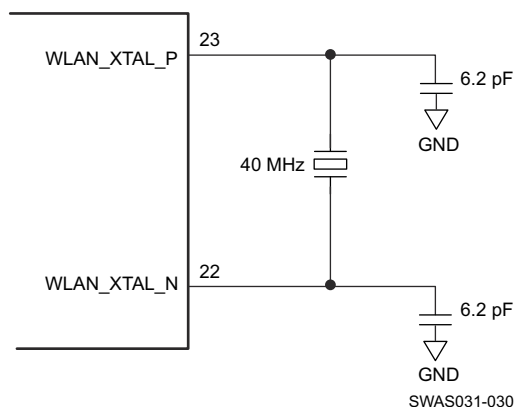 23
WLAN_XTAL_P
6.2 pF
GND
40 MHz
22
WLAN_XTAL_N
6.2 pF
GND
SWAS031-030